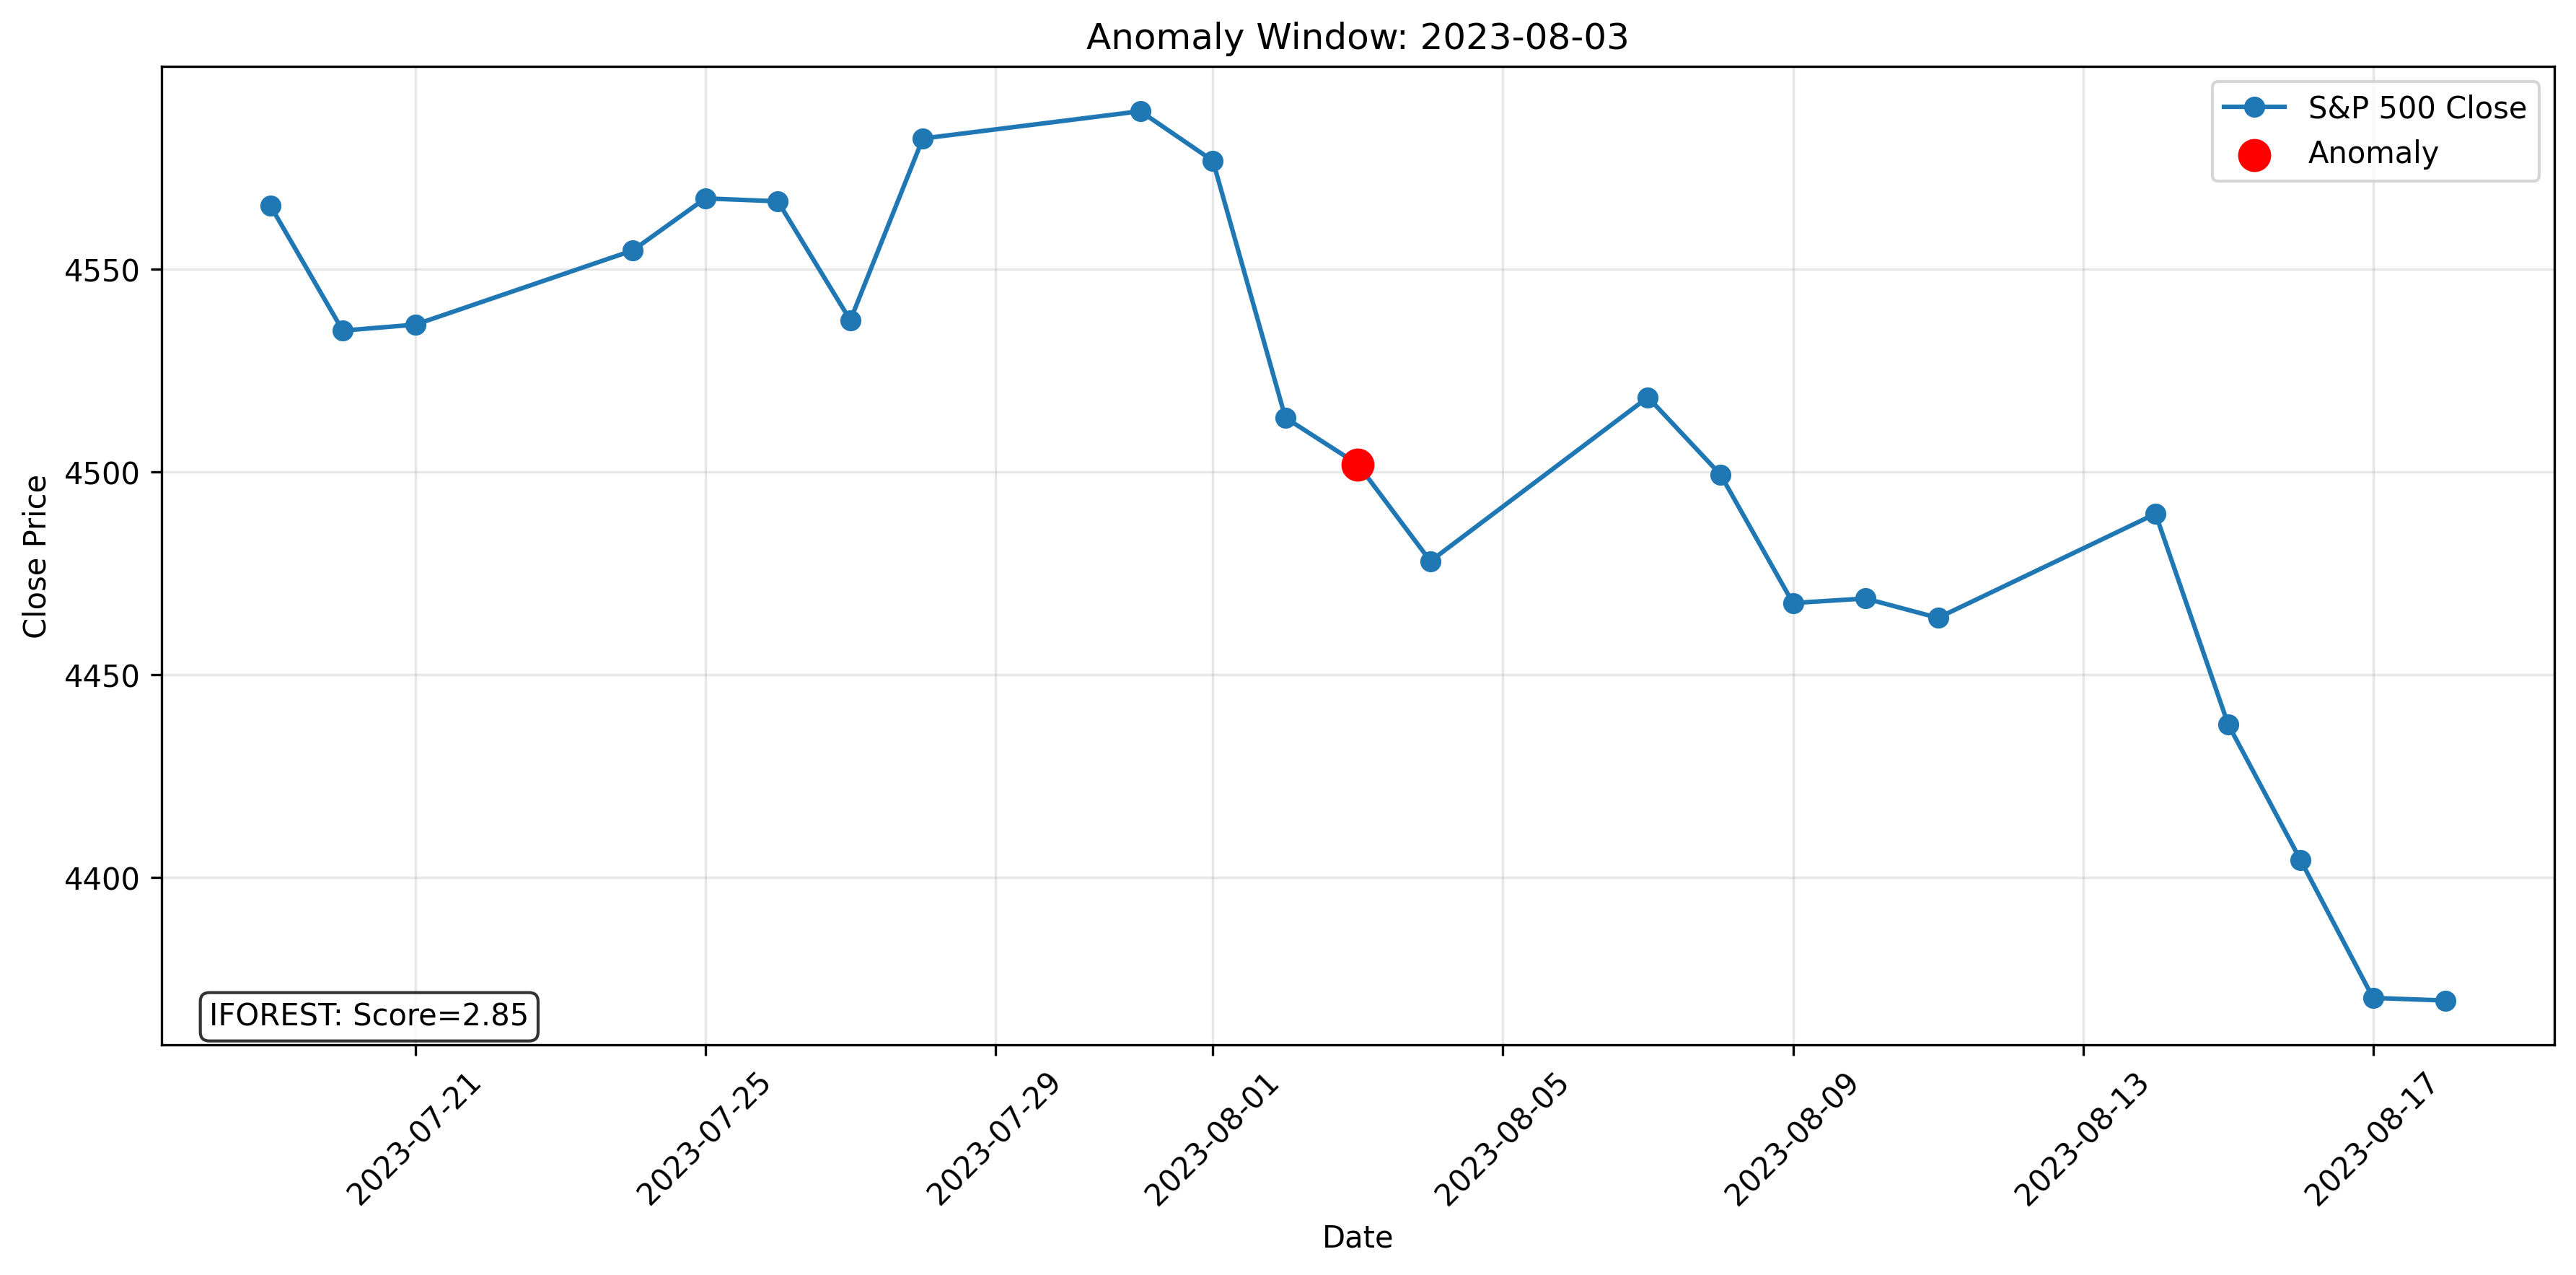 Anomaly Window: 2023-08-03
S&P 500 Close
Anomaly
Close Price
4550
4500
4450
4400
IFOREST: Score=2.85
2023-07-21
2023-07-25
2023-07-29
2023-08-01
2023-08-05
2023-08-09
2023-08-13
2023-08-17
Date